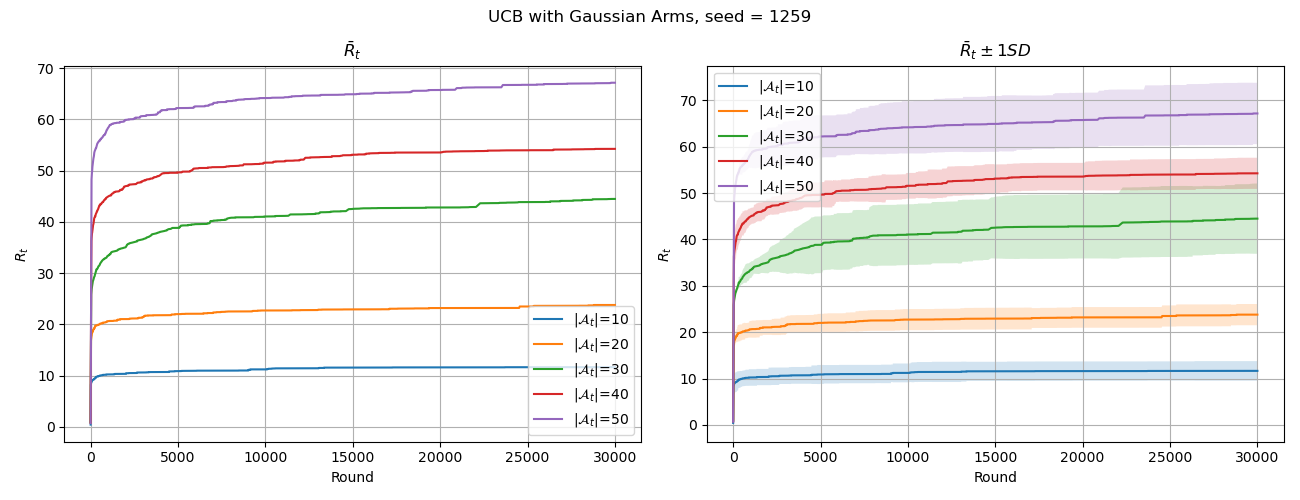 UCB with Gaussian Arms, seed = 1259
R̄ₜ
70
60
50
40
30
20
10
0
Rₜ
0 5000 10000 15000 20000 25000 30000
Round
|𝒜ₜ|=10
|𝒜ₜ|=20
|𝒜ₜ|=30
|𝒜ₜ|=40
|𝒜ₜ|=50
R̄ₜ ± 1SD
|𝒜ₜ|=10
|𝒜ₜ|=20
|𝒜ₜ|=30
|𝒜ₜ|=40
|𝒜ₜ|=50
70
60
50
40
30
20
10
0
Rₜ
0 5000 10000 15000 20000 25000 30000
Round